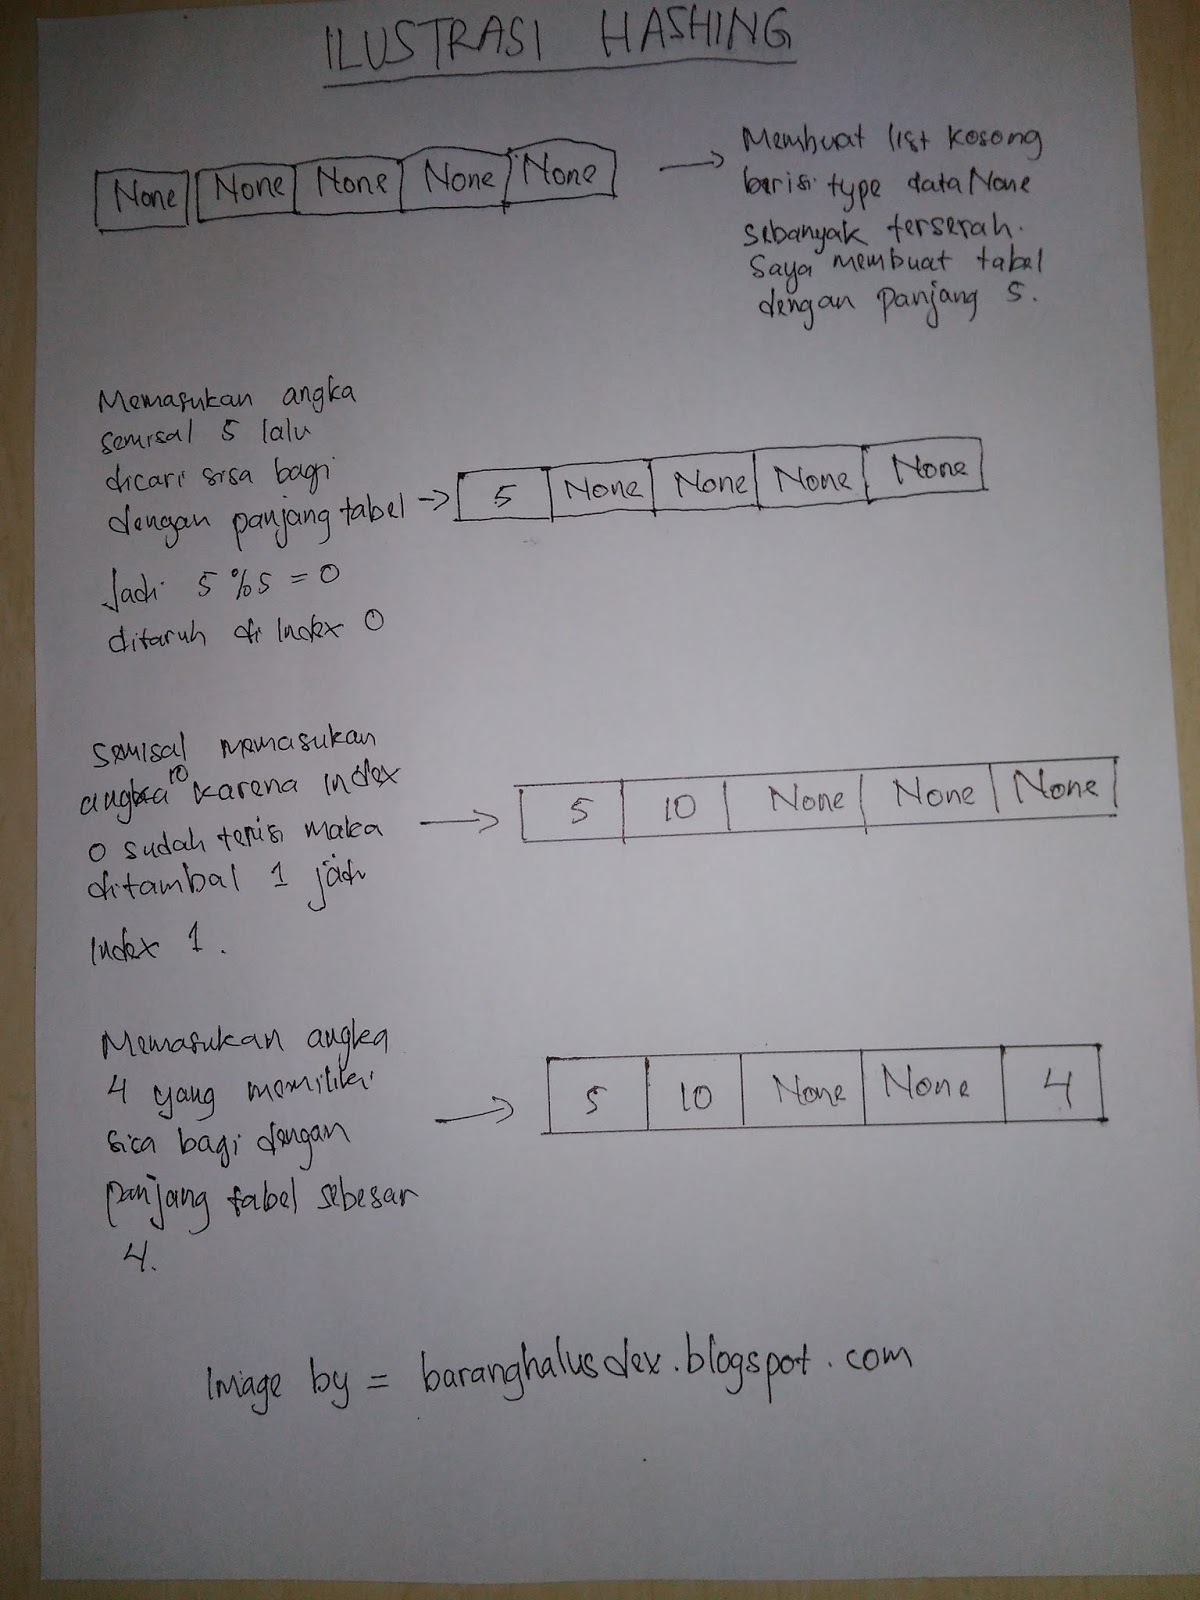 ILUSTRASI HASHING
None None None None None
Membuat list kosong
berisi type data None
sebanyak terserah.
Saya membuat tabel
dengan panjang 5.
Memasukan angka
semisal 5 lalu
dicari sisa bagi
dengan panjang tabel
Jadi 5 % 5 = 0
ditaruh di Index 0
5 None None None None
Semisal memasukan
angka 10 karena Index
0 sudah terisi maka
ditambal 1 jadi
Index 1.
5 10 None None None
Memasukan angka
4 yang memiliki
sica bagi dengan
panjang tabel sebesar
4.
5 10 None None 4
Image by = baranghalusdex.blogspot.com